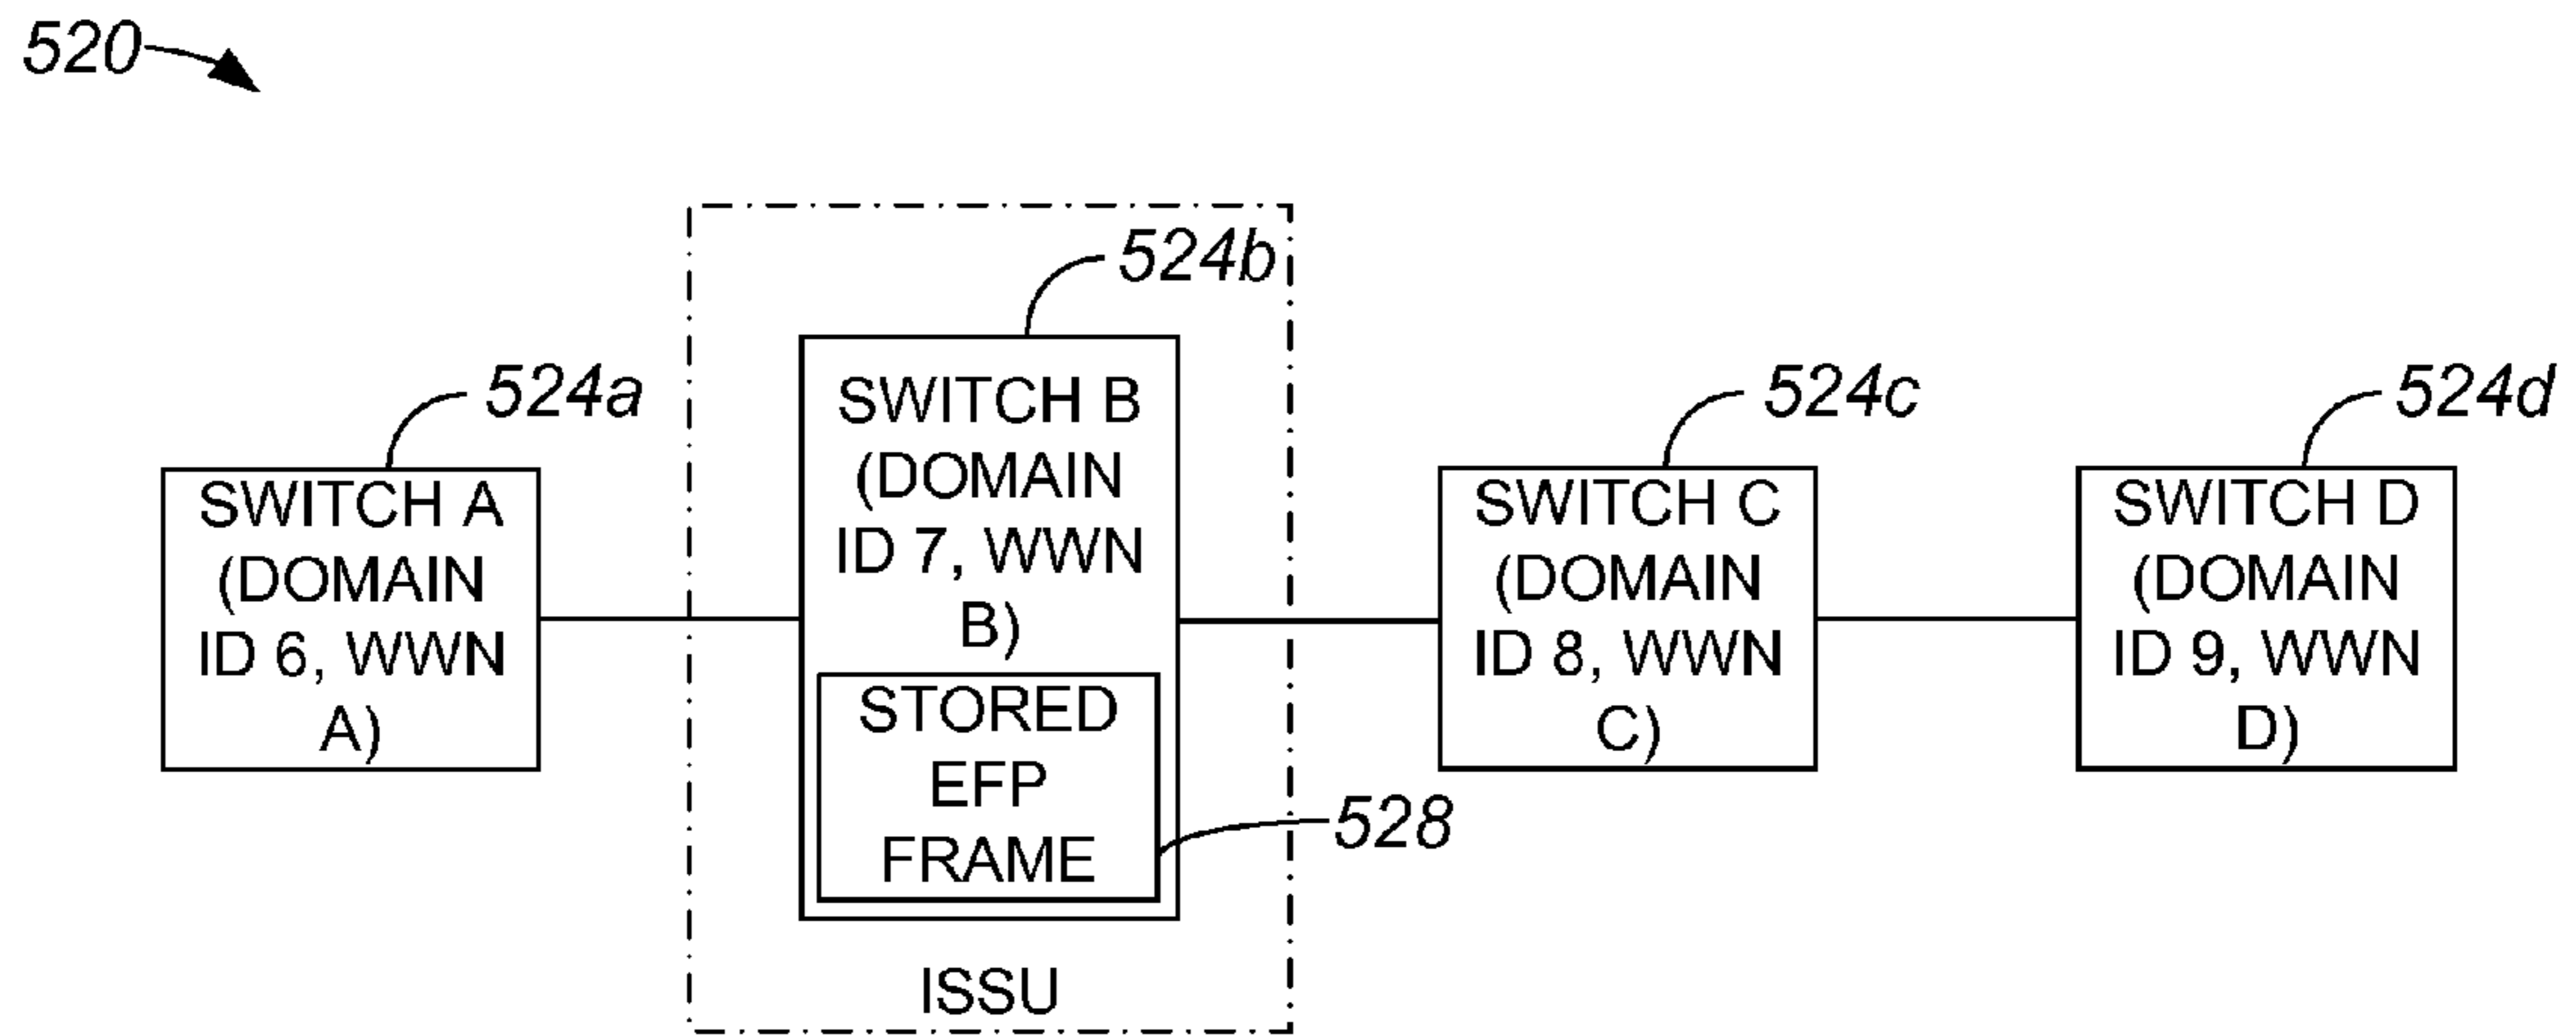 520
524b
524a
524c
524d
SWITCH A
(DOMAIN
ID 6, WWN
A)
SWITCH B
(DOMAIN
ID 7, WWN
B)
STORED
EFP
FRAME
528
ISSU
SWITCH C
(DOMAIN
ID 8, WWN
C)
SWITCH D
(DOMAIN
ID 9, WWN
D)